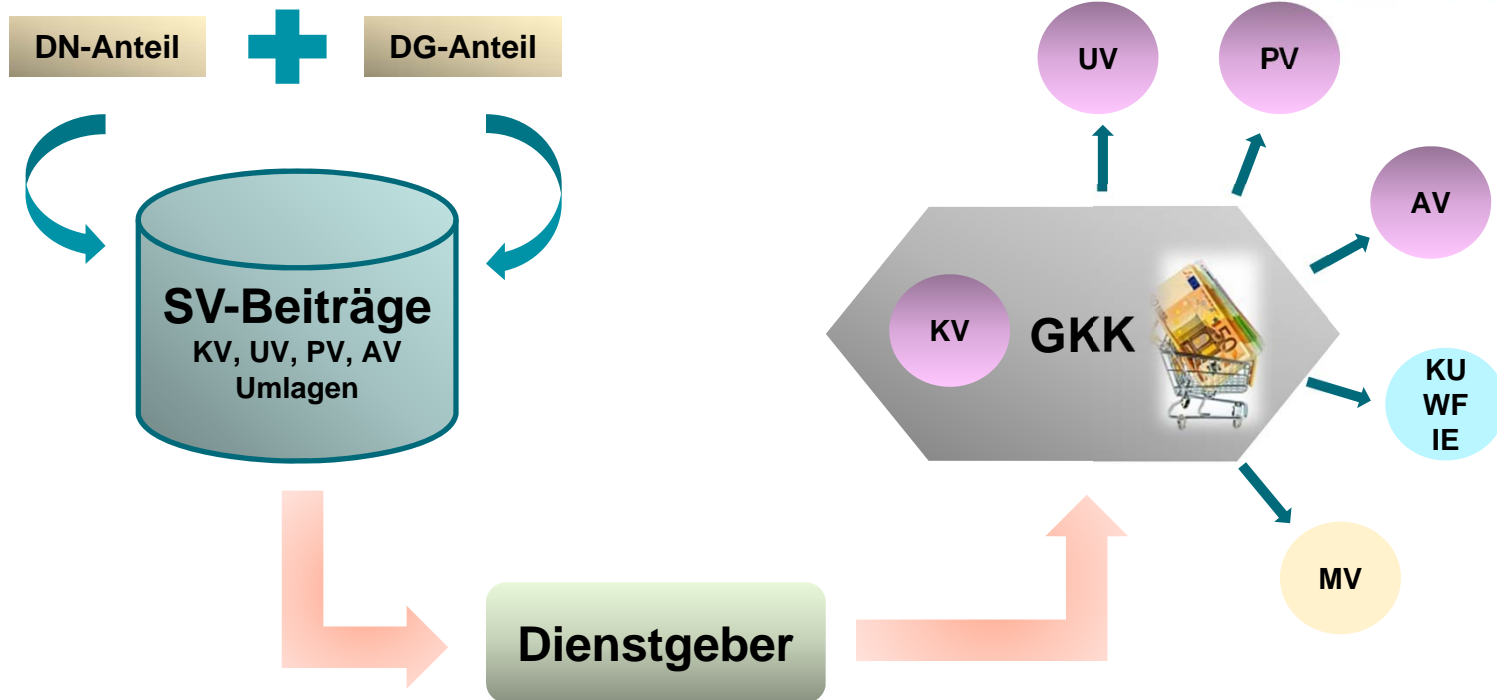 DN-Anteil
DG-Anteil
SV-Beiträge
KV, UV, PV, AV
Umlagen
Dienstgeber
KV
GKK
50
UV
PV
AV
KU
WF
IE
MV